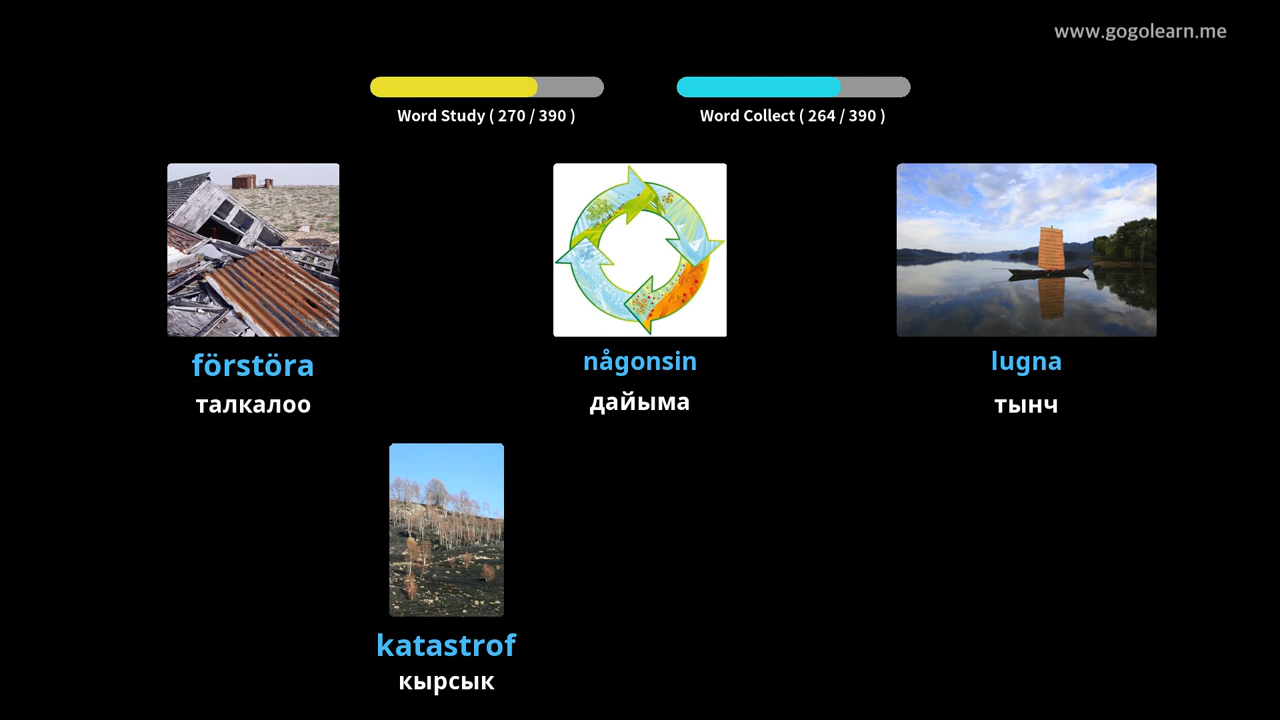 www.gogolearn.me
Word Study ( 270 / 390 )
Word Collect ( 264 / 390 )
förstöra
талкалоо
någonsin
дайыма
lugna
тынч
katastrof
кырсык